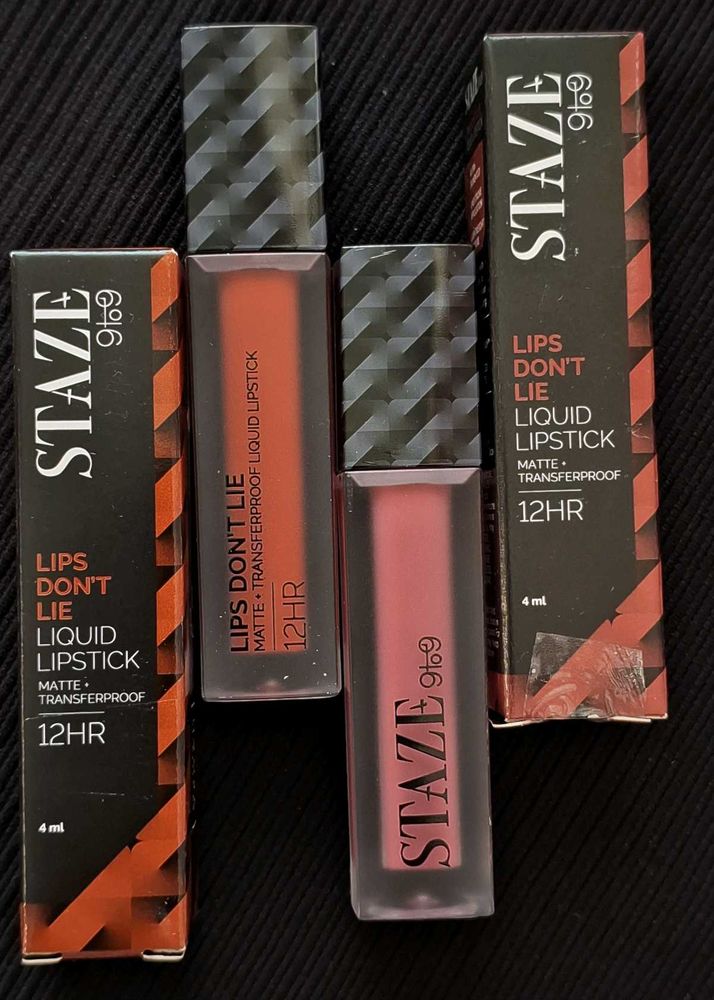 STAZE
9to9
LIPS
DON'T
LIE
LIQUID
LIPSTICK
MATTE +
TRANSFERPROOF
12HR
4 ml
LIPS DON'T LIE
MATTE + TRANSFERPROOF LIQUID LIPSTICK
12HR
STAZE
9to9
STAZE
9to9
LIPS
DON'T
LIE
LIQUID
LIPSTICK
MATTE +
TRANSFERPROOF
12HR
4 ml